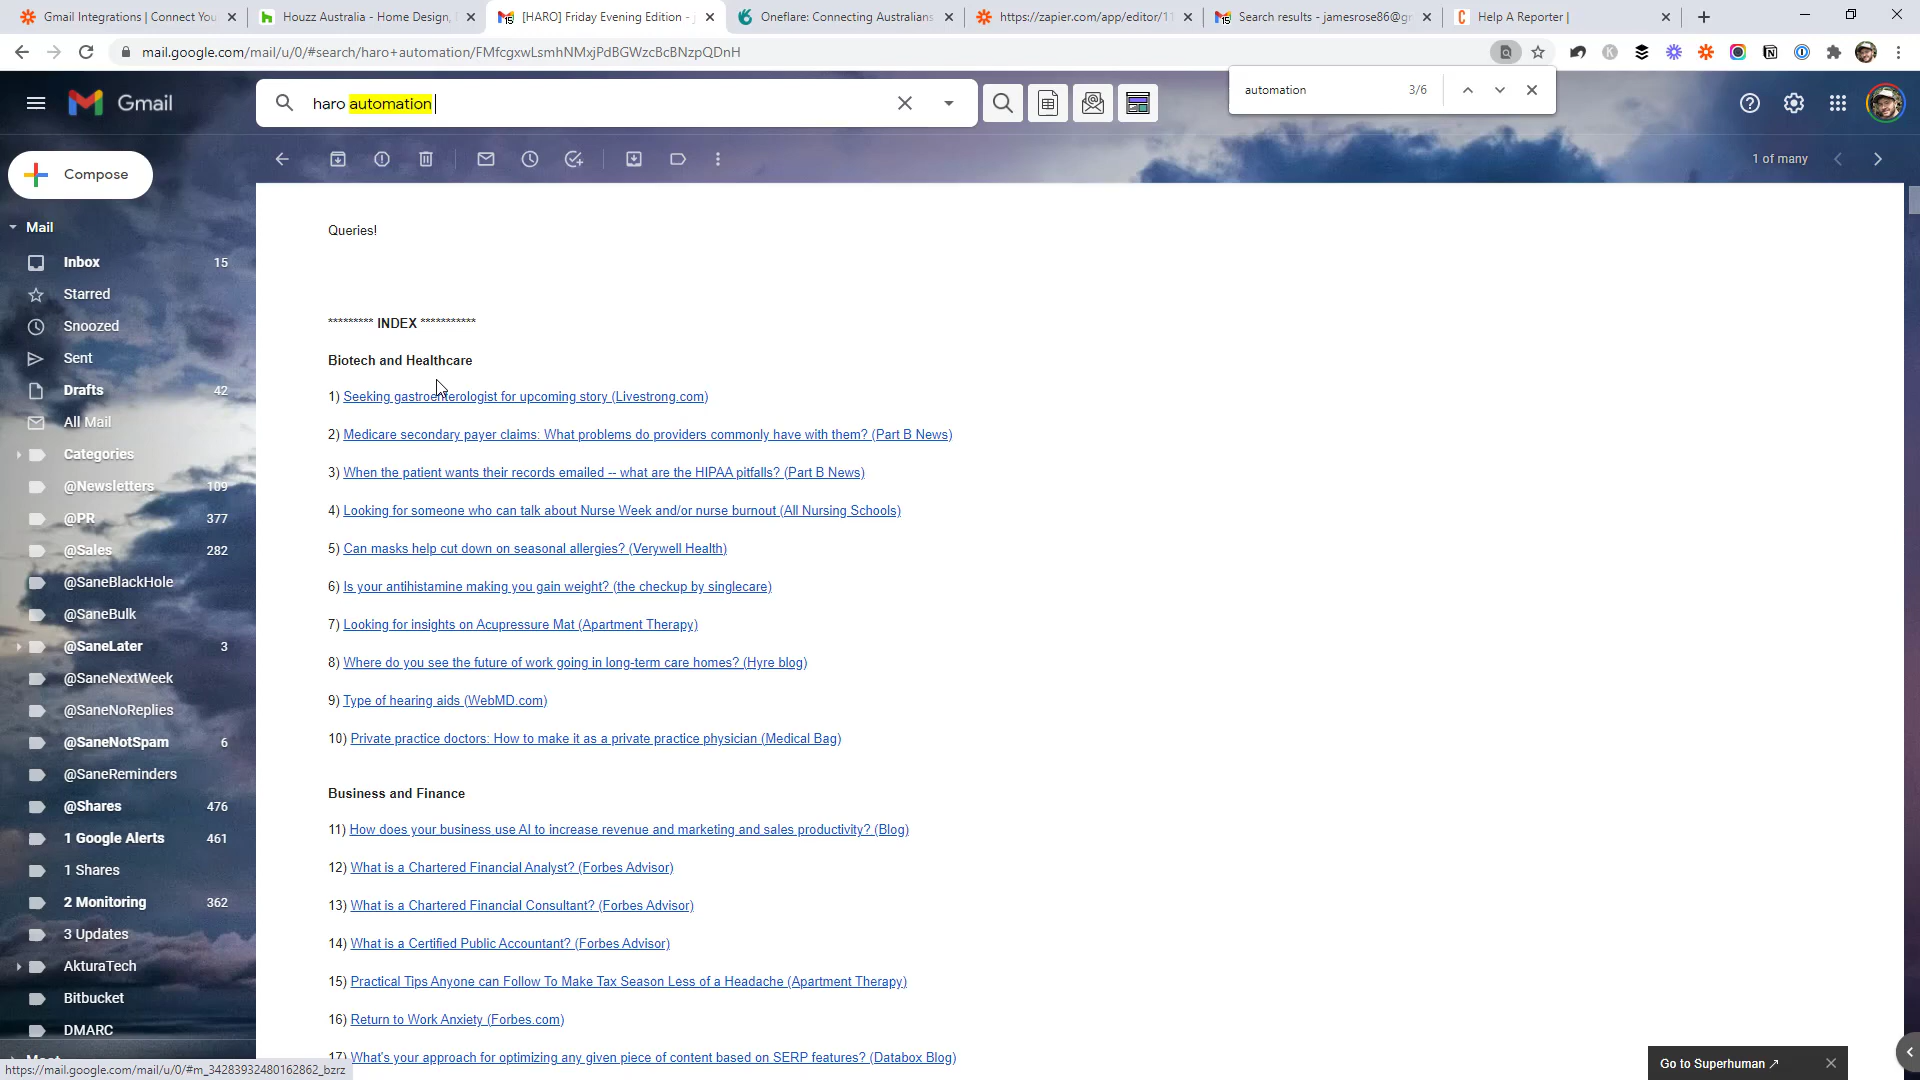 Gmail Integrations | Connect You
Houzz Australia - Home Design,
[HARO] Friday Evening Edition -
Oneflare: Connecting Australians
https://zapier.com/app/editor/11
Search results - jamesrose86@gr
Help A Reporter |
mail.google.com/mail/u/0/#search/haro+automation/FMfcgxwLsmhNMxjPdBGWzcBcBNzpQDnH
automation
3/6
Gmail
haro automation
Compose
1 of many
Mail
Inbox 15
Starred
Snoozed
Sent
Drafts 42
All Mail
Categories
@Newsletters 109
@PR 377
@Sales 282
@SaneBlackHole
@SaneBulk
@SaneLater 3
@SaneNextWeek
@SaneNoReplies
@SaneNotSpam 6
@SaneReminders
@Shares 476
1 Google Alerts 461
1 Shares
2 Monitoring 362
3 Updates
AkturaTech
Bitbucket
DMARC
Queries!
********* INDEX ***********
Biotech and Healthcare
1) Seeking gastroenterologist for upcoming story (Livestrong.com)
2) Medicare secondary payer claims: What problems do providers commonly have with them? (Part B News)
3) When the patient wants their records emailed -- what are the HIPAA pitfalls? (Part B News)
4) Looking for someone who can talk about Nurse Week and/or nurse burnout (All Nursing Schools)
5) Can masks help cut down on seasonal allergies? (Verywell Health)
6) Is your antihistamine making you gain weight? (the checkup by singlecare)
7) Looking for insights on Acupressure Mat (Apartment Therapy)
8) Where do you see the future of work going in long-term care homes? (Hyre blog)
9) Type of hearing aids (WebMD.com)
10) Private practice doctors: How to make it as a private practice physician (Medical Bag)
Business and Finance
11) How does your business use AI to increase revenue and marketing and sales productivity? (Blog)
12) What is a Chartered Financial Analyst? (Forbes Advisor)
13) What is a Chartered Financial Consultant? (Forbes Advisor)
14) What is a Certified Public Accountant? (Forbes Advisor)
15) Practical Tips Anyone can Follow To Make Tax Season Less of a Headache (Apartment Therapy)
16) Return to Work Anxiety (Forbes.com)
17) What's your approach for optimizing any given piece of content based on SERP features? (Databox Blog)
https://mail.google.com/mail/u/0/#m_34283932480162862_bzrz
Go to Superhuman ↗